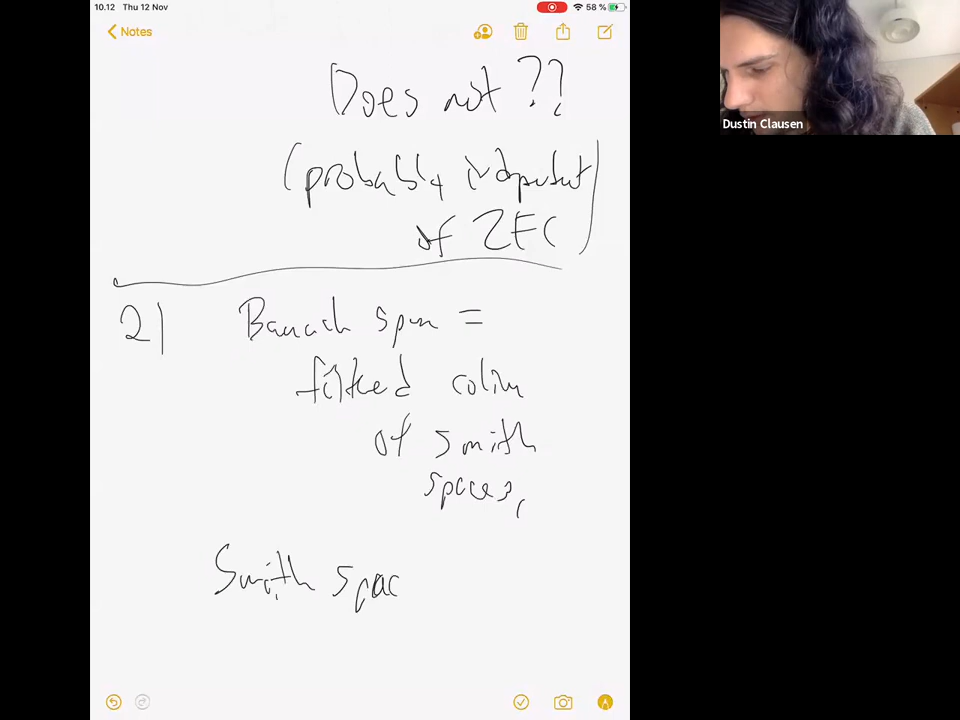 10.12 Thu 12 Nov
58 %
Notes
Dustin Clausen
Does not ??
(probably independent
of ZFC)
2) Banach span =
filtered colim
of smith
spaces,
Smith spac